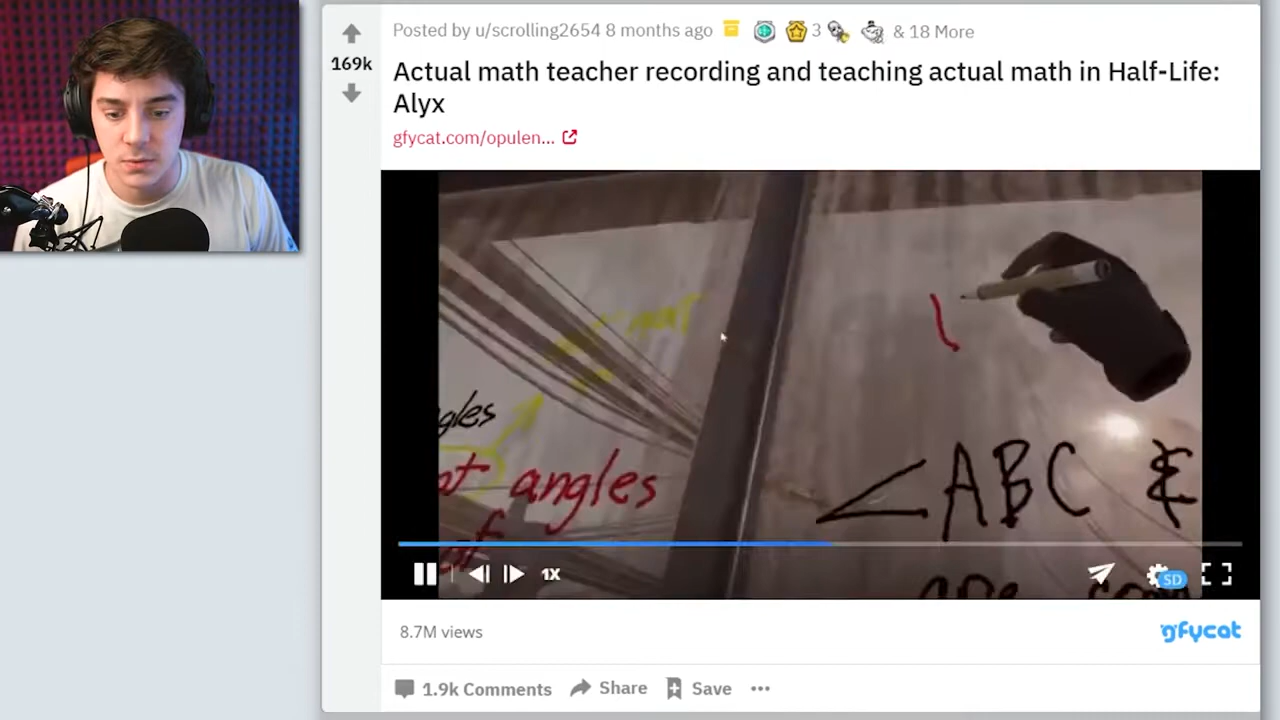 Posted by u/scrolling2654 8 months ago 3 & 18 More
169k
Actual math teacher recording and teaching actual math in Half-Life:
Alyx
gfycat.com/opulen...
gles
angles
of
∠ABC &
are
1X
SD
8.7M views
gfycat
1.9k Comments
Share
Save